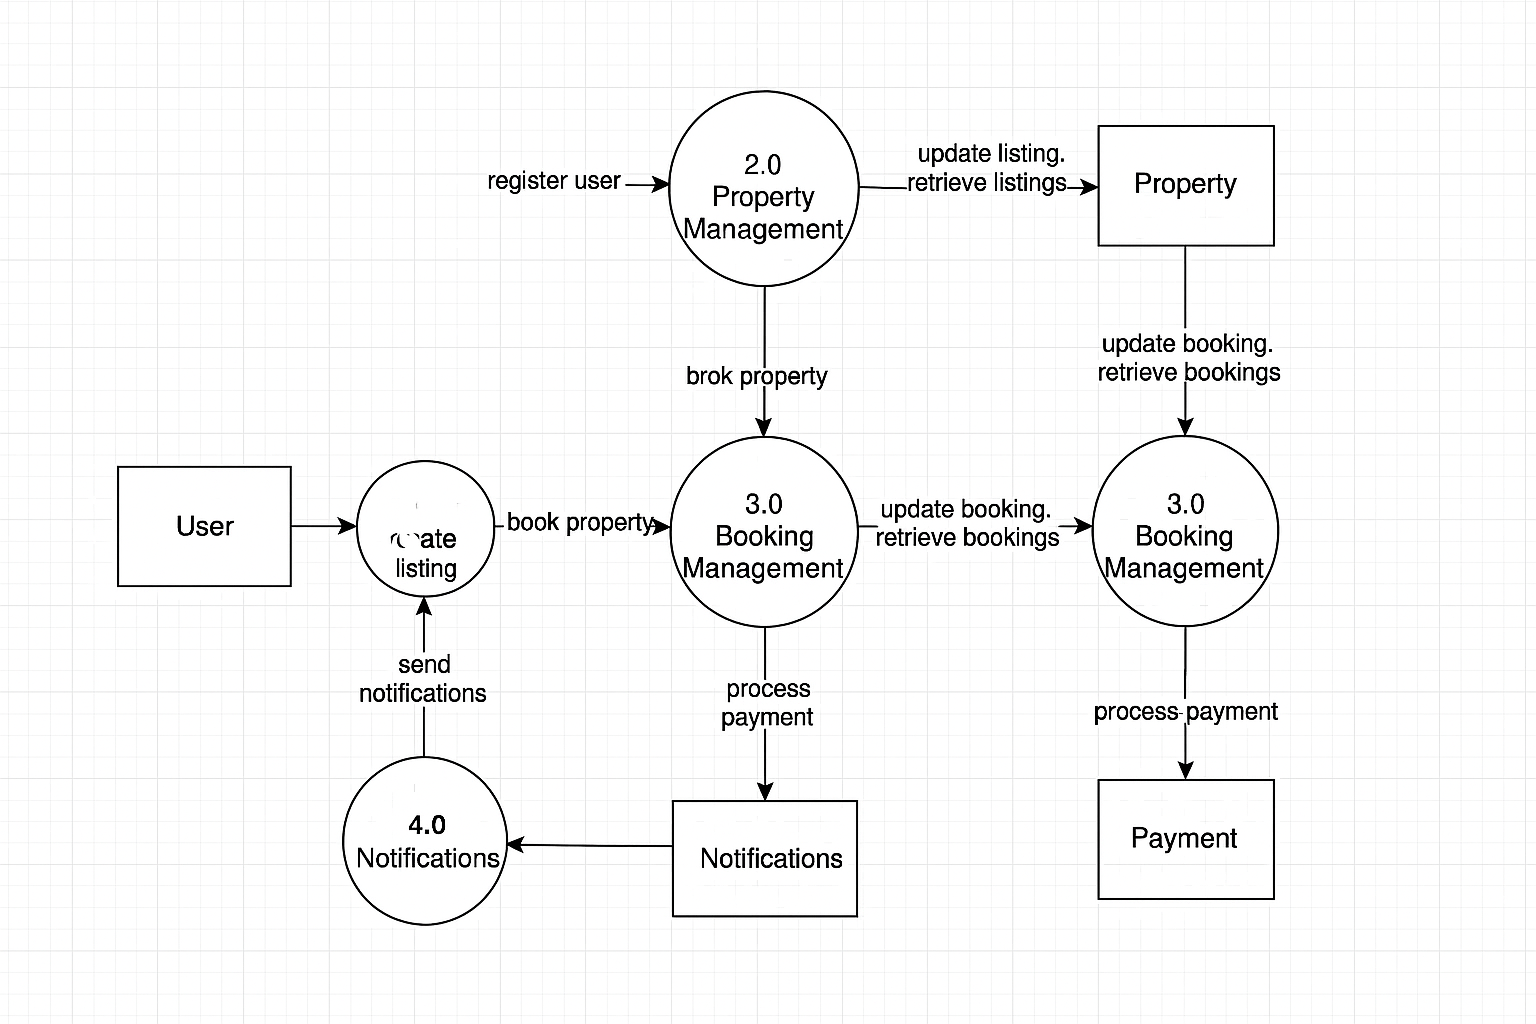 2.0
Property
Management
register user
update listing.
retrieve listings
Property
brok property
update booking.
retrieve bookings
User
listing
book property
3.0
Booking
Management
update booking.
retrieve bookings
3.0
Booking
Management
send
notifications
process
payment
process payment
4.0
Notifications
Notifications
Payment